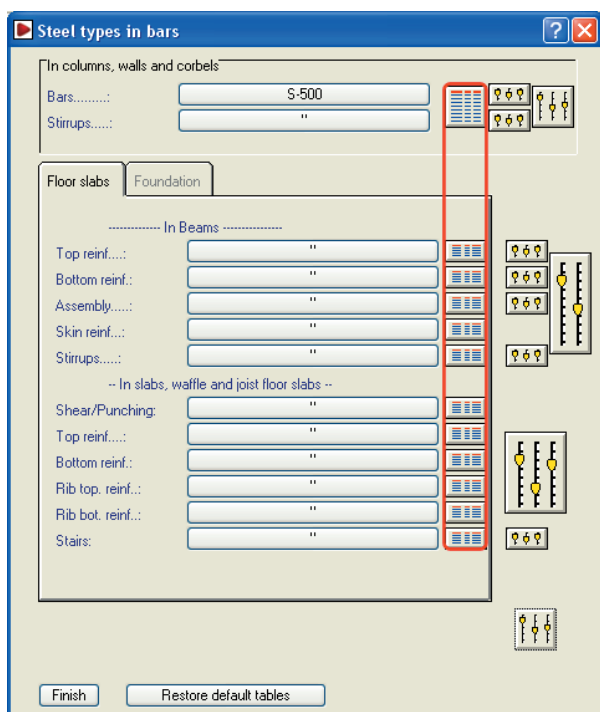 Steel types in bars
In columns, walls and corbels
Bars.........: S-500
Stirrups.....: "
Floor slabs Foundation
-------------- In Beams ----------------
Top reinf....: "
Bottom reinf.: "
Assembly.....: "
Skin reinf...: "
Stirrups.....: "
-- In slabs, waffle and joist floor slabs --
Shear/Punching: "
Top reinf....: "
Bottom reinf.: "
Rib top. reinf..: "
Rib bot. reinf..: "
Stairs: "
Finish Restore default tables